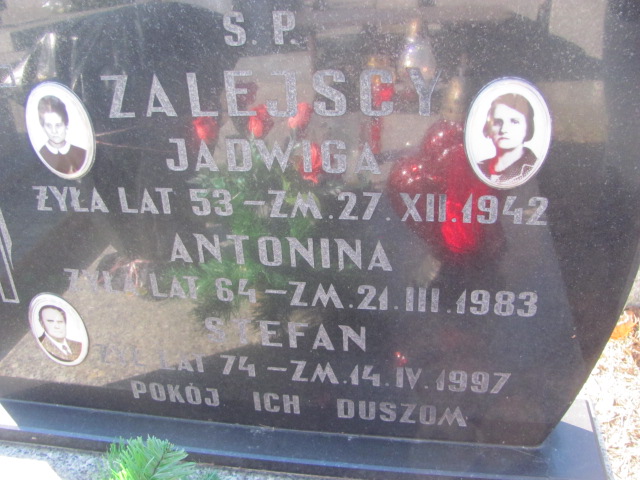 Ś. P.
ZALEJSCY
JADWIGA
ŻYŁA LAT 53 – ZM. 27. XII. 1942
ANTONINA
ŻYŁA LAT 64 – ZM. 21. III. 1983
STEFAN
LAT 74 – ZM. 14. IV. 1997
POKÓJ ICH DUSZOM